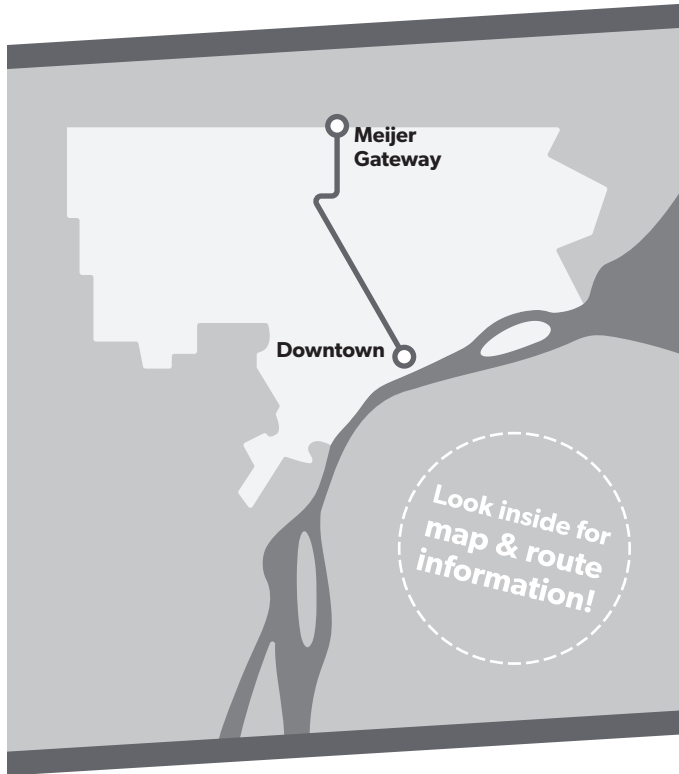 Meijer
Gateway
Downtown
Look inside for
map & route
information!